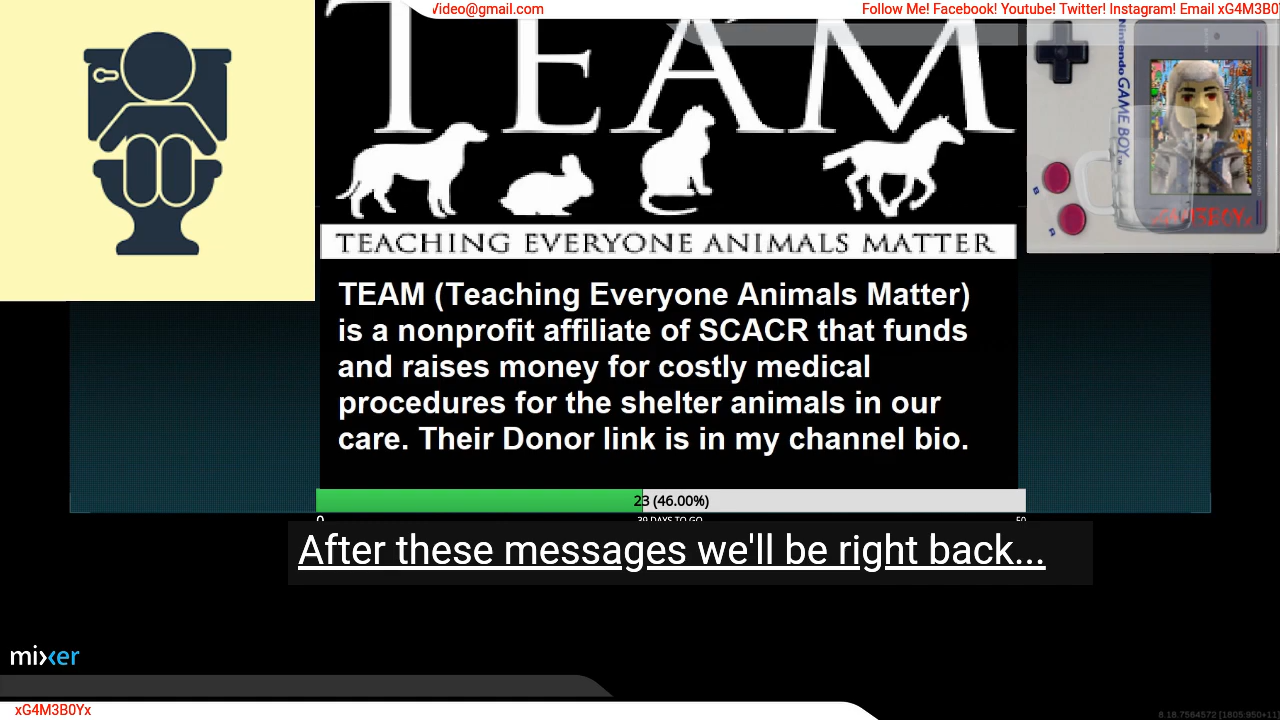 Video@gmail.com
Follow Me! Facebook! Youtube! Twitter! Instagram! Email xG4M3B0
TEAM
Nintendo GAME BOY
TEACHING EVERYONE ANIMALS MATTER
TEAM (Teaching Everyone Animals Matter)
is a nonprofit affiliate of SCACR that funds
and raises money for costly medical
procedures for the shelter animals in our
care. Their Donor link is in my channel bio.
23 (46.00%)
0
39 DAYS TO GO
50
After these messages we'll be right back...
mixer
xG4M3B0Yx